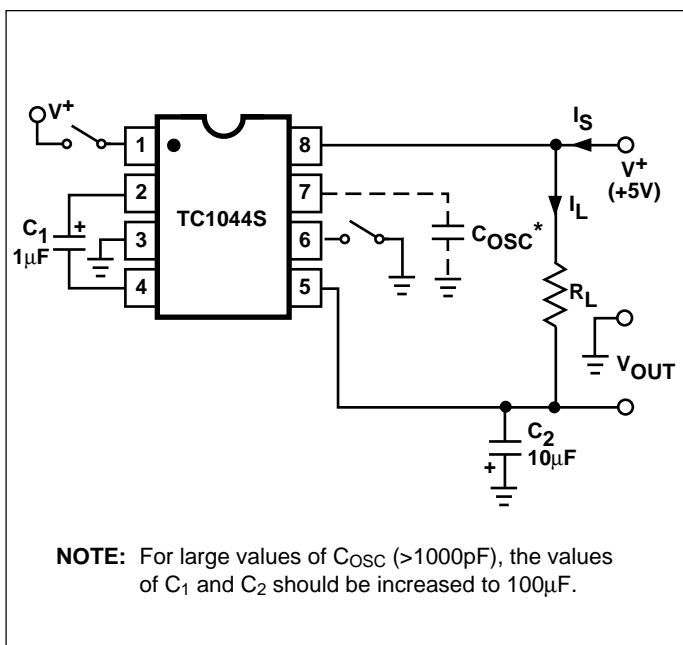 V+
IS
V+
(+5V)
IL
RL
VOUT
C1
1µF
+
1
2
3
4
TC1044S
8
7
6
5
COSC*
C2
10µF
+
NOTE: For large values of COSC (>1000pF), the values
of C1 and C2 should be increased to 100µF.